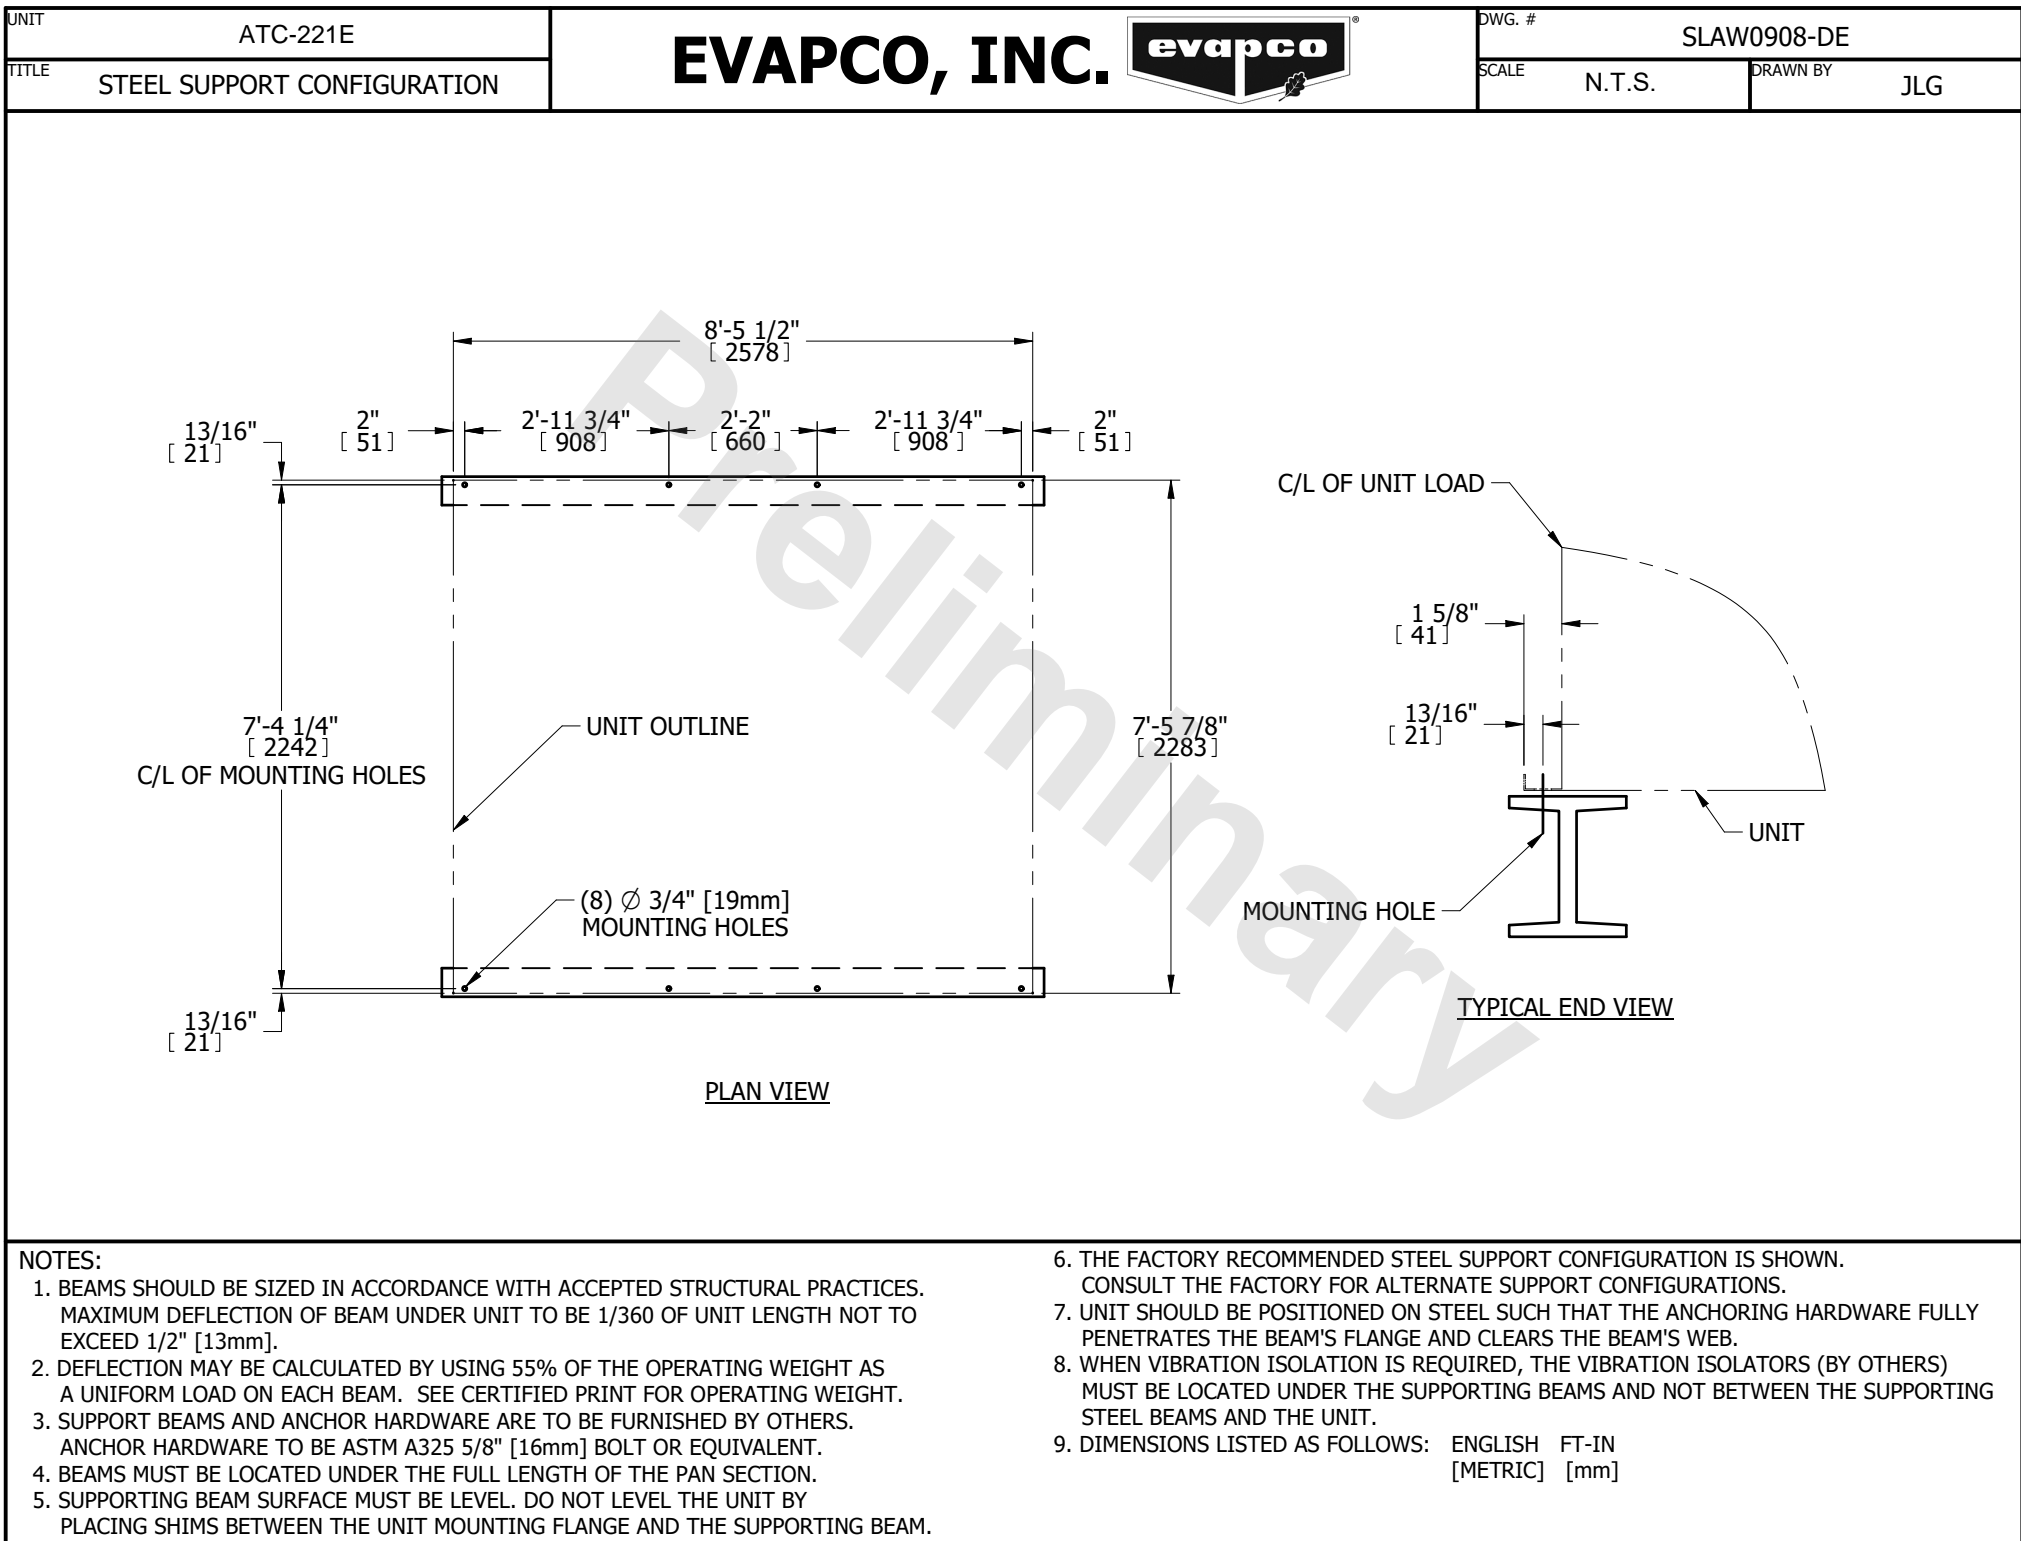 UNIT
ATC-221E
TITLE
STEEL SUPPORT CONFIGURATION
EVAPCO, INC.
evapco
®
DWG. #
SLAW0908-DE
SCALE
N.T.S.
DRAWN BY
JLG
Preliminary
8'-5 1/2"
[ 2578 ]
13/16"
[ 21 ]
2"
[ 51 ]
2'-11 3/4"
[ 908 ]
2'-2"
[ 660 ]
2'-11 3/4"
[ 908 ]
2"
[ 51 ]
7'-4 1/4"
[ 2242 ]
C/L OF MOUNTING HOLES
UNIT OUTLINE
7'-5 7/8"
[ 2283 ]
(8) Ø 3/4" [19mm]
MOUNTING HOLES
13/16"
[ 21 ]
PLAN VIEW
C/L OF UNIT LOAD
1 5/8"
[ 41 ]
13/16"
[ 21 ]
UNIT
MOUNTING HOLE
TYPICAL END VIEW
NOTES:
1. BEAMS SHOULD BE SIZED IN ACCORDANCE WITH ACCEPTED STRUCTURAL PRACTICES.
MAXIMUM DEFLECTION OF BEAM UNDER UNIT TO BE 1/360 OF UNIT LENGTH NOT TO
EXCEED 1/2" [13mm].
2. DEFLECTION MAY BE CALCULATED BY USING 55% OF THE OPERATING WEIGHT AS
A UNIFORM LOAD ON EACH BEAM. SEE CERTIFIED PRINT FOR OPERATING WEIGHT.
3. SUPPORT BEAMS AND ANCHOR HARDWARE ARE TO BE FURNISHED BY OTHERS.
ANCHOR HARDWARE TO BE ASTM A325 5/8" [16mm] BOLT OR EQUIVALENT.
4. BEAMS MUST BE LOCATED UNDER THE FULL LENGTH OF THE PAN SECTION.
5. SUPPORTING BEAM SURFACE MUST BE LEVEL. DO NOT LEVEL THE UNIT BY
PLACING SHIMS BETWEEN THE UNIT MOUNTING FLANGE AND THE SUPPORTING BEAM.
6. THE FACTORY RECOMMENDED STEEL SUPPORT CONFIGURATION IS SHOWN.
CONSULT THE FACTORY FOR ALTERNATE SUPPORT CONFIGURATIONS.
7. UNIT SHOULD BE POSITIONED ON STEEL SUCH THAT THE ANCHORING HARDWARE FULLY
PENETRATES THE BEAM'S FLANGE AND CLEARS THE BEAM'S WEB.
8. WHEN VIBRATION ISOLATION IS REQUIRED, THE VIBRATION ISOLATORS (BY OTHERS)
MUST BE LOCATED UNDER THE SUPPORTING BEAMS AND NOT BETWEEN THE SUPPORTING
STEEL BEAMS AND THE UNIT.
9. DIMENSIONS LISTED AS FOLLOWS: ENGLISH FT-IN
[METRIC] [mm]